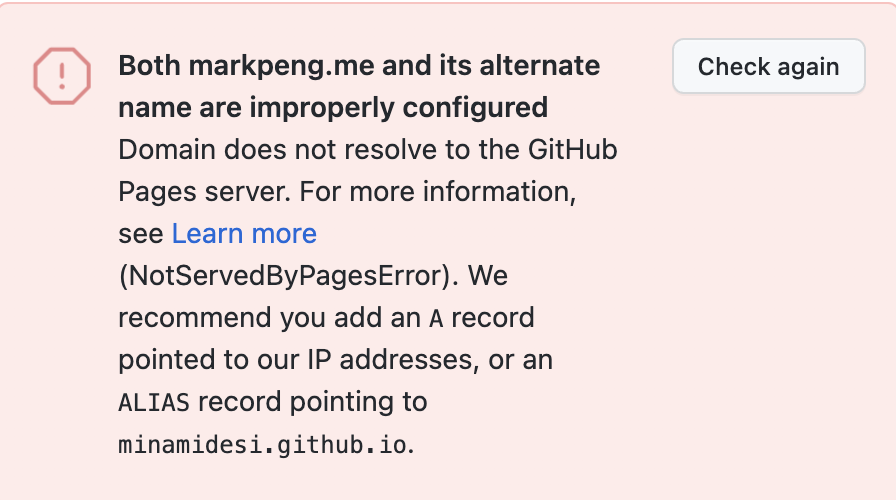 Both markpeng.me and its alternate
Check again
name are improperly configured
Domain does not resolve to the GitHub
Pages server. For more information,
see Learn more
(NotServedByPagesError). We
recommend you add an A record
pointed to our IP addresses, or an
ALIAS record pointing to
minamidesi.github.io.